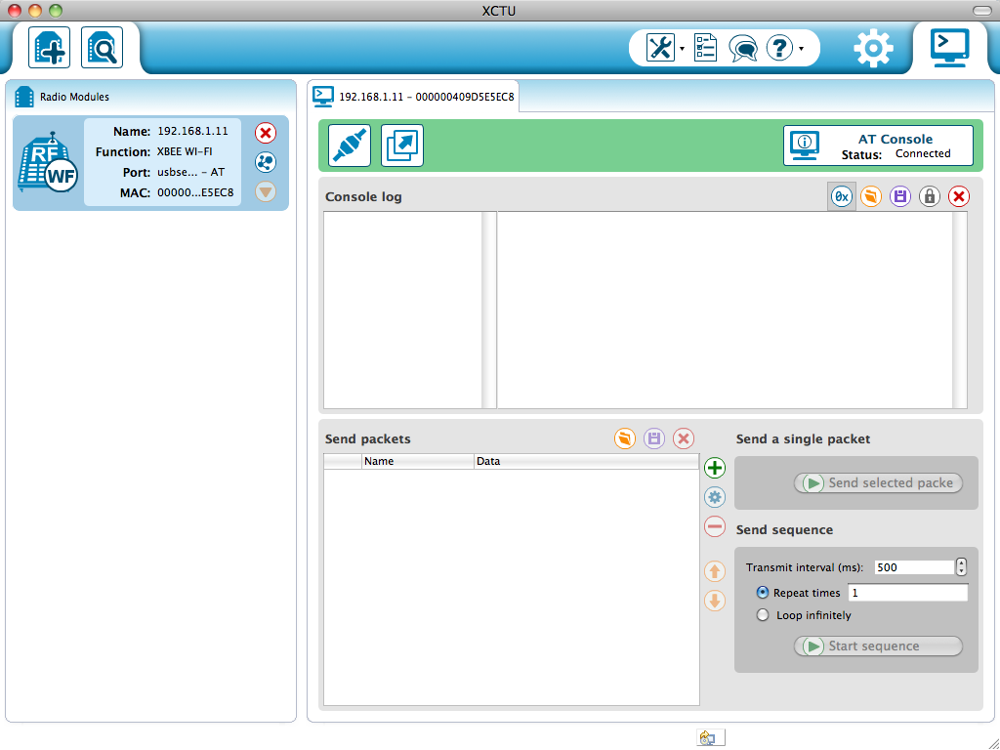 XCTU
Radio Modules
RF
WF
Name: 192.168.1.11
Function: XBEE WI-FI
Port: usbse... - AT
MAC: 00000...E5EC8
192.168.1.11 - 000000409D5E5EC8
AT Console
Status: Connected
Console log
0x
Send packets
Name Data
Send a single packet
Send selected packe
Send sequence
Transmit interval (ms): 500
Repeat times 1
Loop infinitely
Start sequence